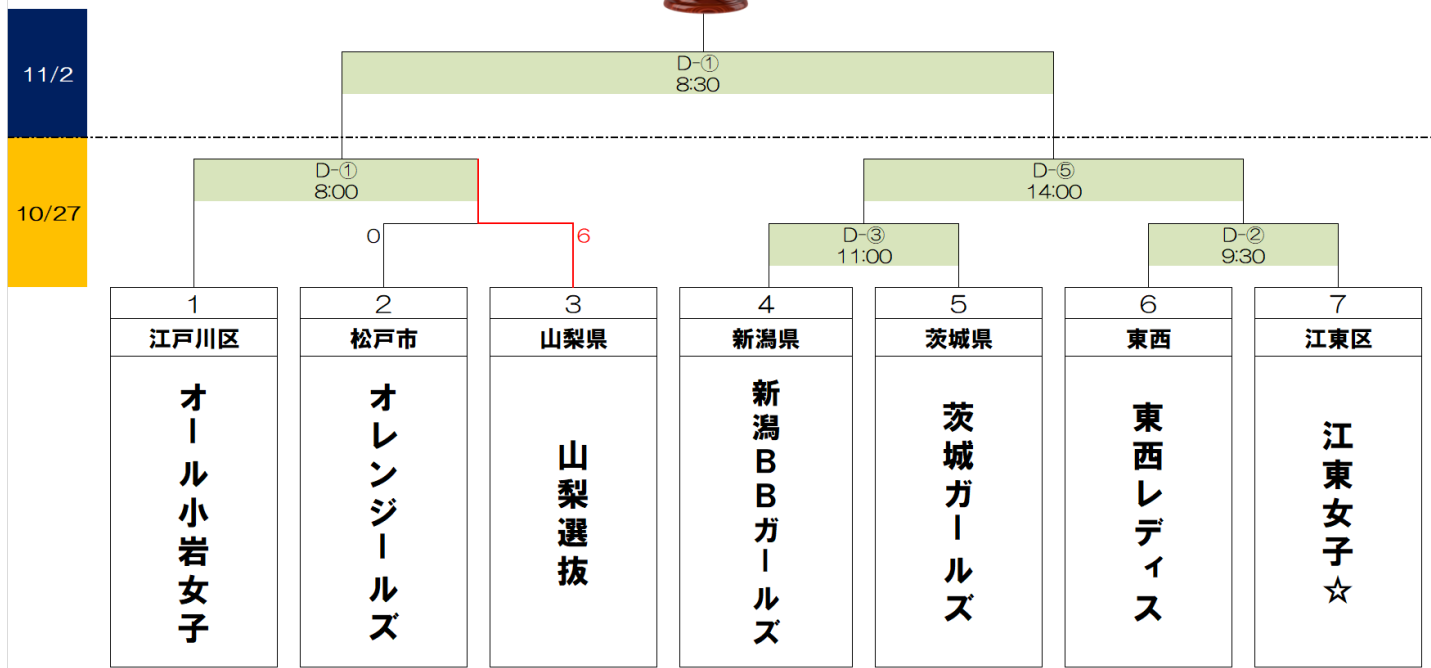 11/2
D-①
8:30
10/27
D-①
8:00
D-⑤
14:00
0
6
D-③
11:00
D-②
9:30
1
2
3
4
5
6
7
江戸川区
松戸市
山梨県
新潟県
茨城県
東西
江東区
オール小岩女子
オレンジールズ
山梨選抜
新潟BBガールズ
茨城ガールズ
東西レディス
江東女子☆